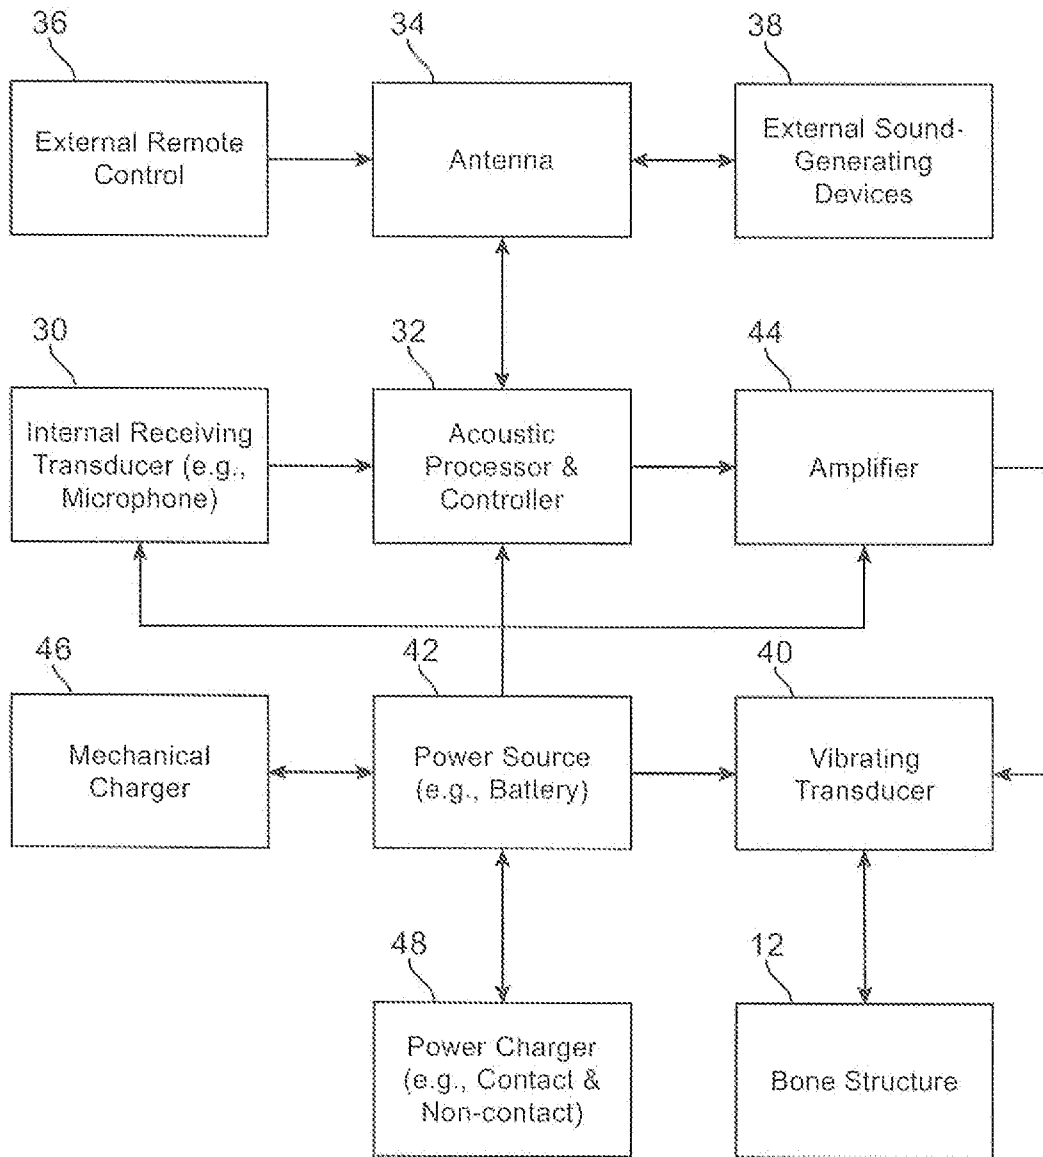 36
34
38
External Remote
Control
Antenna
External Sound-
Generating
Devices
30
32
44
Internal Receiving
Transducer (e.g.,
Microphone)
Acoustic
Processor &
Controller
Amplifier
46
42
40
Mechanical
Charger
Power Source
(e.g., Batlery)
Vibrating
Transducer
48
12
Power Charger
(e.g., Contact &
Non-contact)
Bone Structure